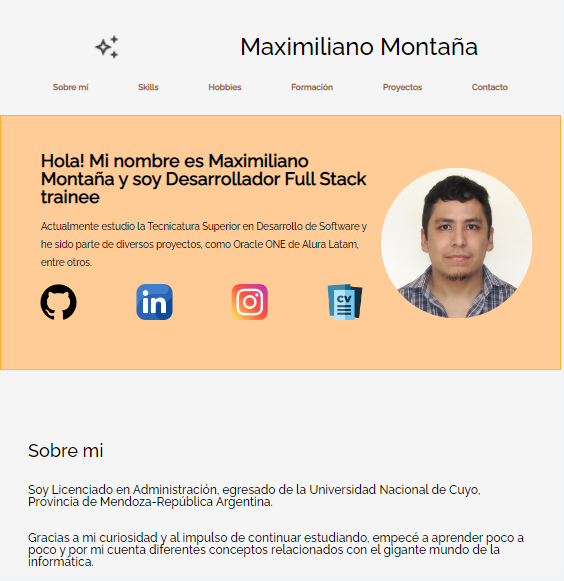 Maximiliano Montaña
Sobre mí Skills Hobbies Formación Proyectos Contacto
Hola! Mi nombre es Maximiliano
Montaña y soy Desarrollador Full Stack
trainee
Actualmente estudio la Tecnicatura Superior en Desarrollo de Software y
he sido parte de diversos proyectos, como Oracle ONE de Alura Latam,
entre otros.
in
CV
Sobre mi
Soy Licenciado en Administración, egresado de la Universidad Nacional de Cuyo,
Provincia de Mendoza-República Argentina.
Gracias a mi curiosidad y al impulso de continuar estudiando, empecé a aprender poco a
poco y por mi cuenta diferentes conceptos relacionados con el gigante mundo de la
informática.